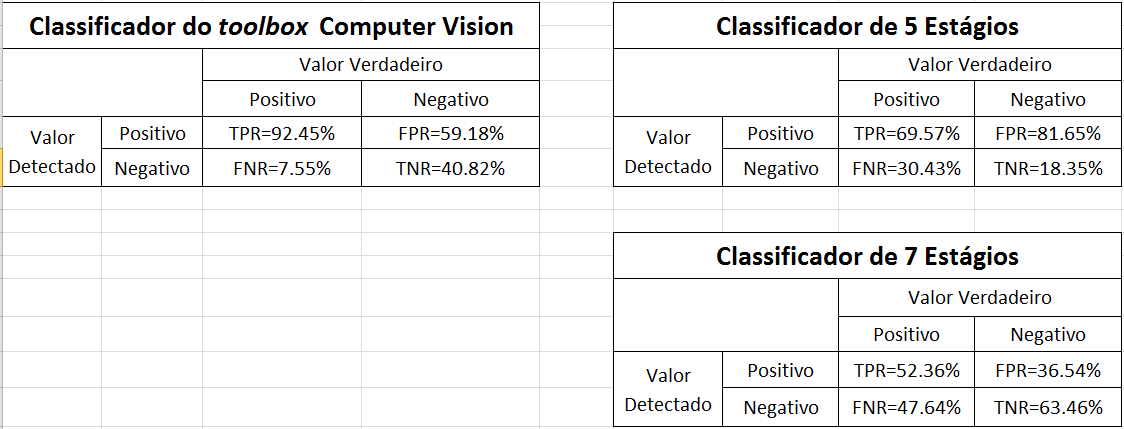 Classificador do toolbox Computer Vision
Valor Verdadeiro
Positivo Negativo
Valor Detectado
Positivo TPR=92.45% FPR=59.18%
Negativo FNR=7.55% TNR=40.82%
Classificador de 5 Estágios
Valor Verdadeiro
Positivo Negativo
Valor Detectado
Positivo TPR=69.57% FPR=81.65%
Negativo FNR=30.43% TNR=18.35%
Classificador de 7 Estágios
Valor Verdadeiro
Positivo Negativo
Valor Detectado
Positivo TPR=52.36% FPR=36.54%
Negativo FNR=47.64% TNR=63.46%